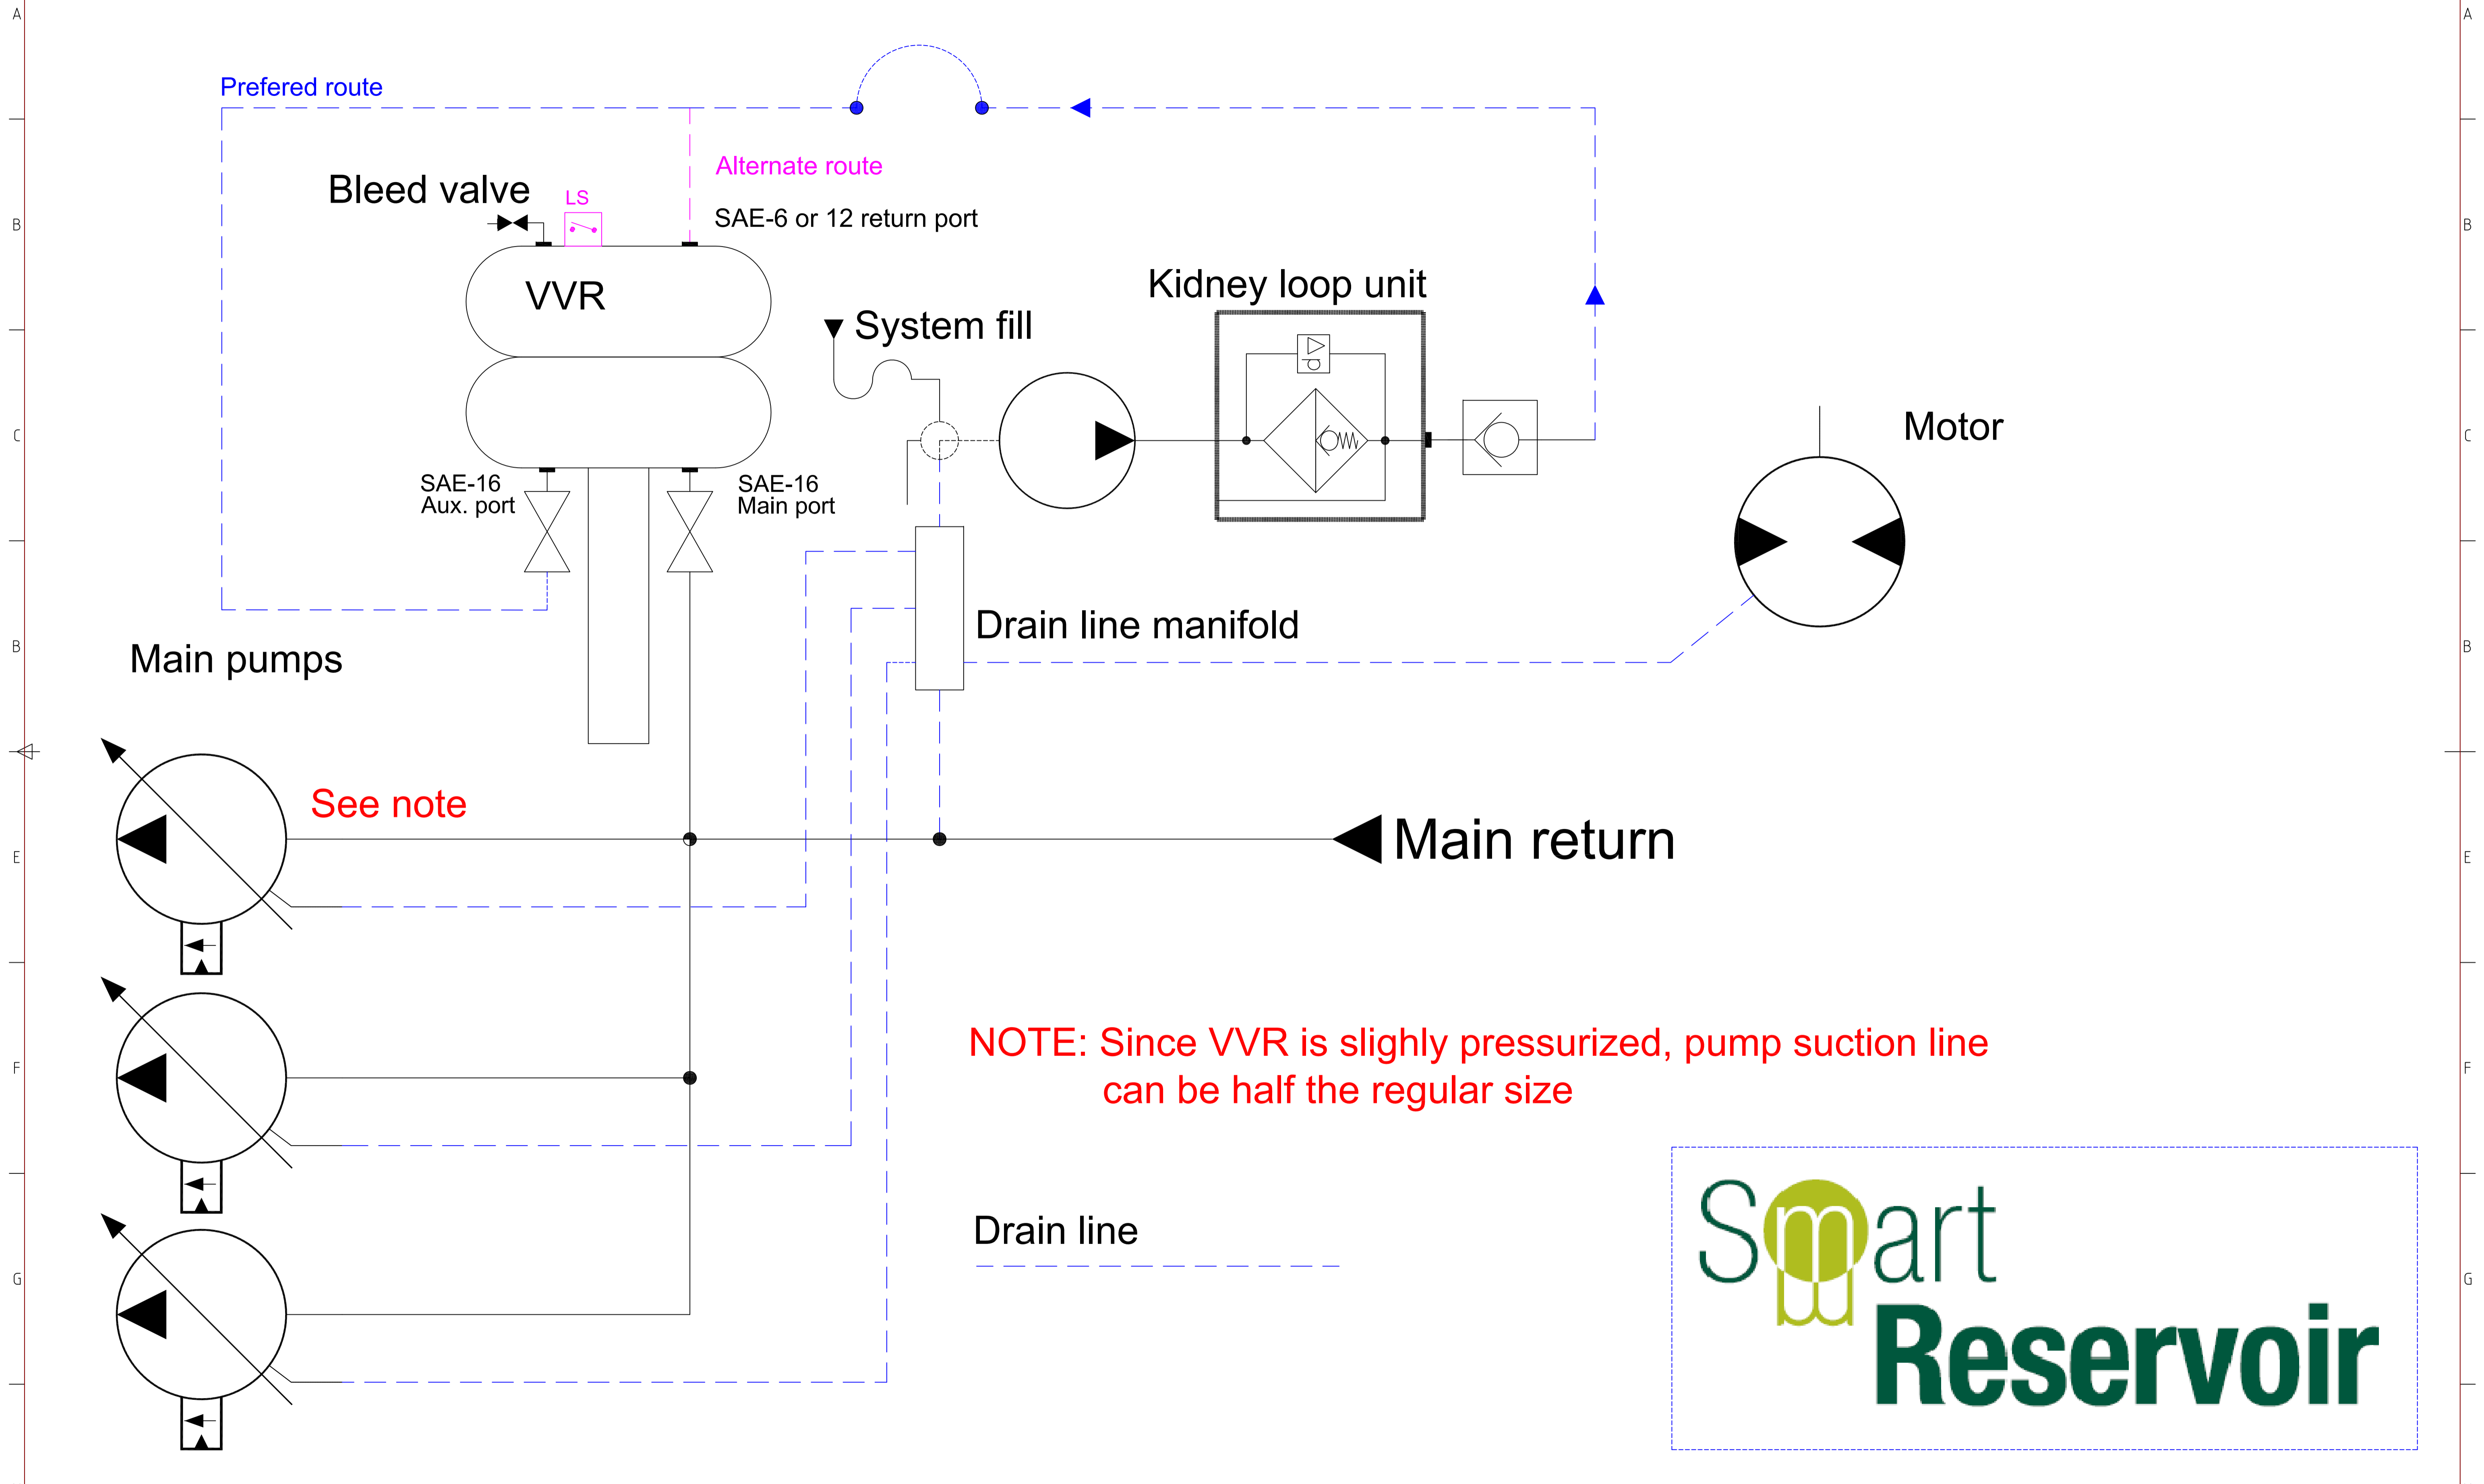 A
A
Prefered route
Alternate route
Bleed valve
LS
SAE-6 or 12 return port
B
B
VVR
Kidney loop unit
System fill
C
C
Motor
SAE-16
Aux. port
SAE-16
Main port
Drain line manifold
B
B
Main pumps
See note
Main return
E
E
NOTE: Since VVR is slighly pressurized, pump suction line
can be half the regular size
F
F
Drain line
G
G
Smart
Reservoir